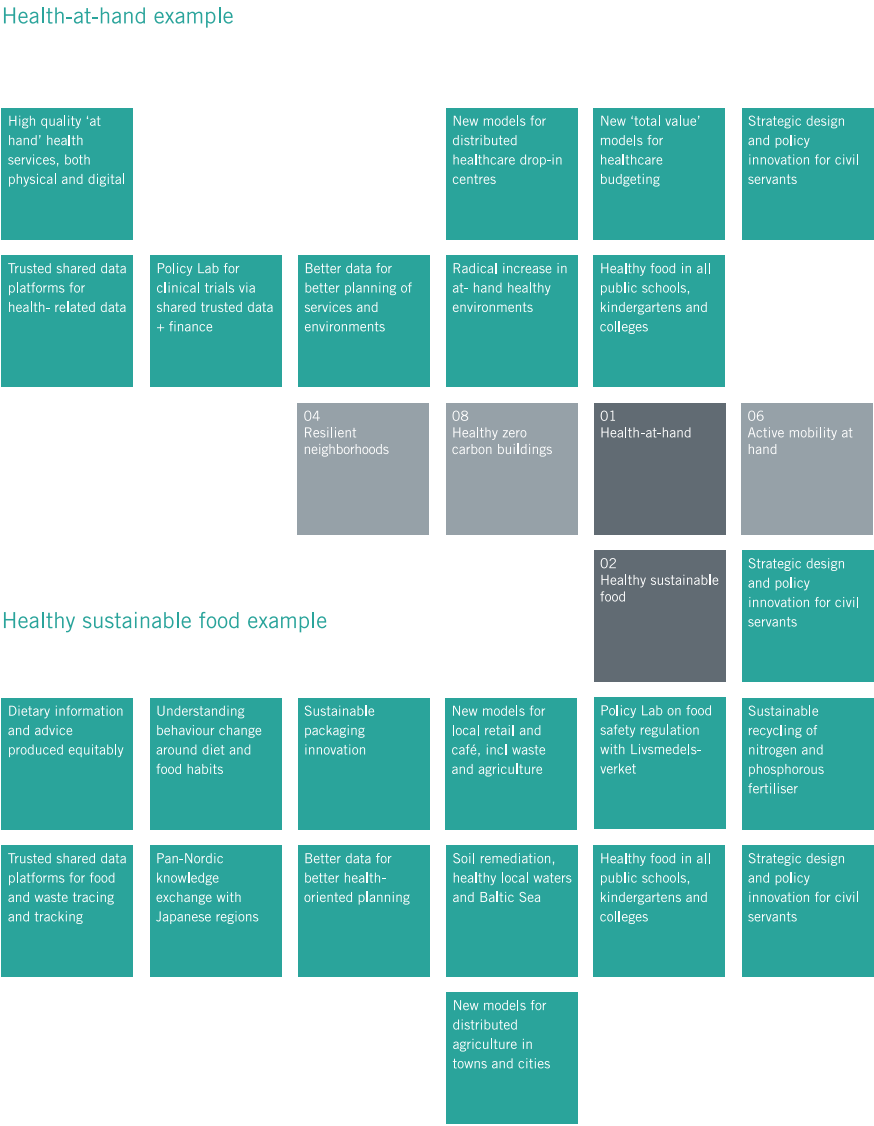 Health-at-hand example
High quality ‘at
hand’ health
services, both
physical and digital
New models for
distributed
healthcare drop-in
centres
New ‘total value’
models for
healthcare
budgeting
Strategic design
and policy
innovation for civil
servants
Trusted shared data
platforms for
health- related data
Policy Lab for
clinical trials via
shared trusted data
+ finance
Better data for
better planning of
services and
environments
Radical increase in
at- hand healthy
environments
Healthy food in all
public schools,
kindergartens and
colleges
04
Resilient
neighborhoods
08
Healthy zero
carbon buildings
01
Health-at-hand
06
Active mobility at
hand
02
Healthy sustainable
food
Strategic design
and policy
innovation for civil
servants
Healthy sustainable food example
Dietary information
and advice
produced equitably
Understanding
behaviour change
around diet and
food habits
Sustainable
packaging
innovation
New models for
local retail and
café, incl waste
and agriculture
Policy Lab on food
safety regulation
with Livsmedels-
verket
Sustainable
recycling of
nitrogen and
phosphorous
fertiliser
Trusted shared data
platforms for food
and waste tracing
and tracking
Pan-Nordic
knowledge
exchange with
Japanese regions
Better data for
better health-
oriented planning
Soil remediation,
healthy local waters
and Baltic Sea
Healthy food in all
public schools,
kindergartens and
colleges
Strategic design
and policy
innovation for civil
servants
New models for
distributed
agriculture in
towns and cities